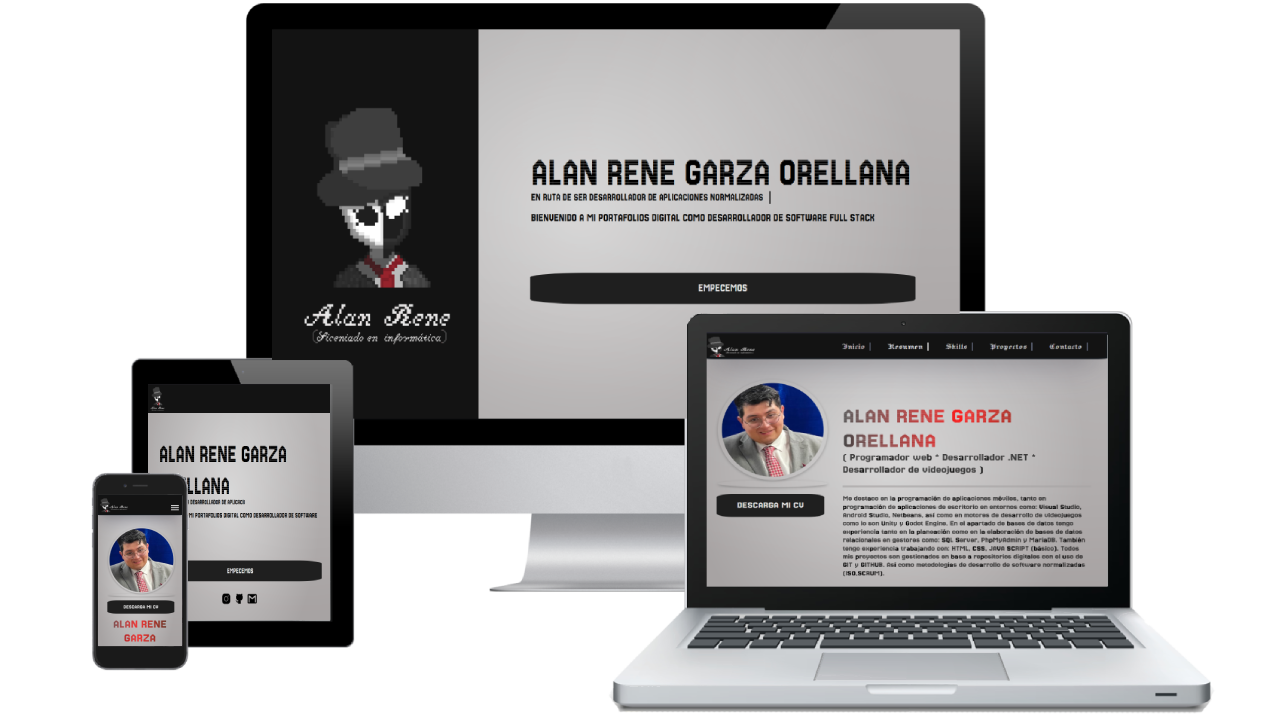 ALAN RENE GARZA ORELLANA
EN RUTA DE SER DESARROLLADOR DE APLICACIONES NORMALIZADAS |
BIENVENIDO A MI PORTAFOLIOS DIGITAL COMO DESARROLLADOR DE SOFTWARE FULL STACK
EMPECEMOS
Alan Rene
(Licenciado en informática)
Alan Rene
Inicio | Resumen | Skills | Proyectos | Contacto |
ALAN RENE GARZA
ORELLANA
( Programador web * Desarrollador .NET *
Desarrollador de videojuegos )
DESCARGA MI CV
Me destaco en la programación de aplicaciones móviles, tanto en
programación de aplicaciones de escritorio en entornos como: Visual Studio,
Android Studio, Netbeans, así como en motores de desarrollo de videojuegos
como lo son Unity y Godot Engine. En el apartado de bases de datos tengo
experiencia tanto en la planeación como en la elaboración de bases de datos
relacionales en gestores como: SQL Server, PhpMyAdmin y MariaDB. También
tengo experiencia trabajando con: HTML, CSS, JAVA SCRIPT (básico). Todos
mis proyectos son gestionados en base a repositorios digitales con el uso de
GIT y GITHUB. Así como metodologías de desarrollo de software normalizadas
(ISO,SCRUM).
ALAN RENE GARZA
LLANA
DESARROLLADOR DE APLICACI
MI PORTAFOLIOS DIGITAL COMO DESARROLLADOR DE SOFTWARE
EMPECEMOS
DESCARGA MI CV
ALAN RENE
GARZA